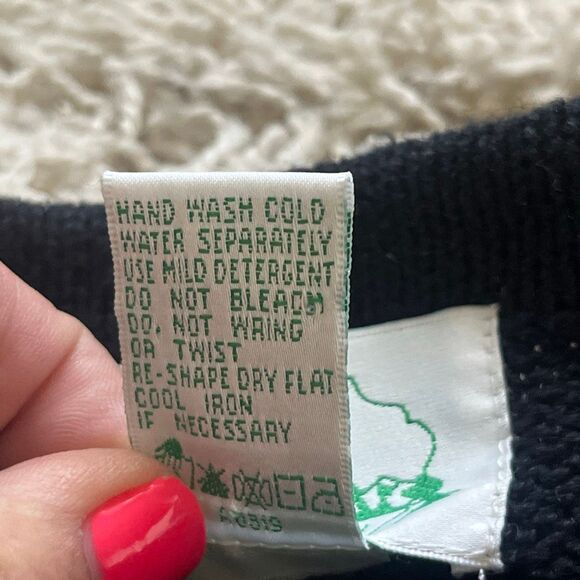 HAND WASH COLD
WATER SEPARATELY
USE MILD DETERGENT
DO NOT BLEACH
DO, NOT WRING
OR TWIST
RE-SHAPE DRY FLAT
COOL IRON
IF NECESSARY